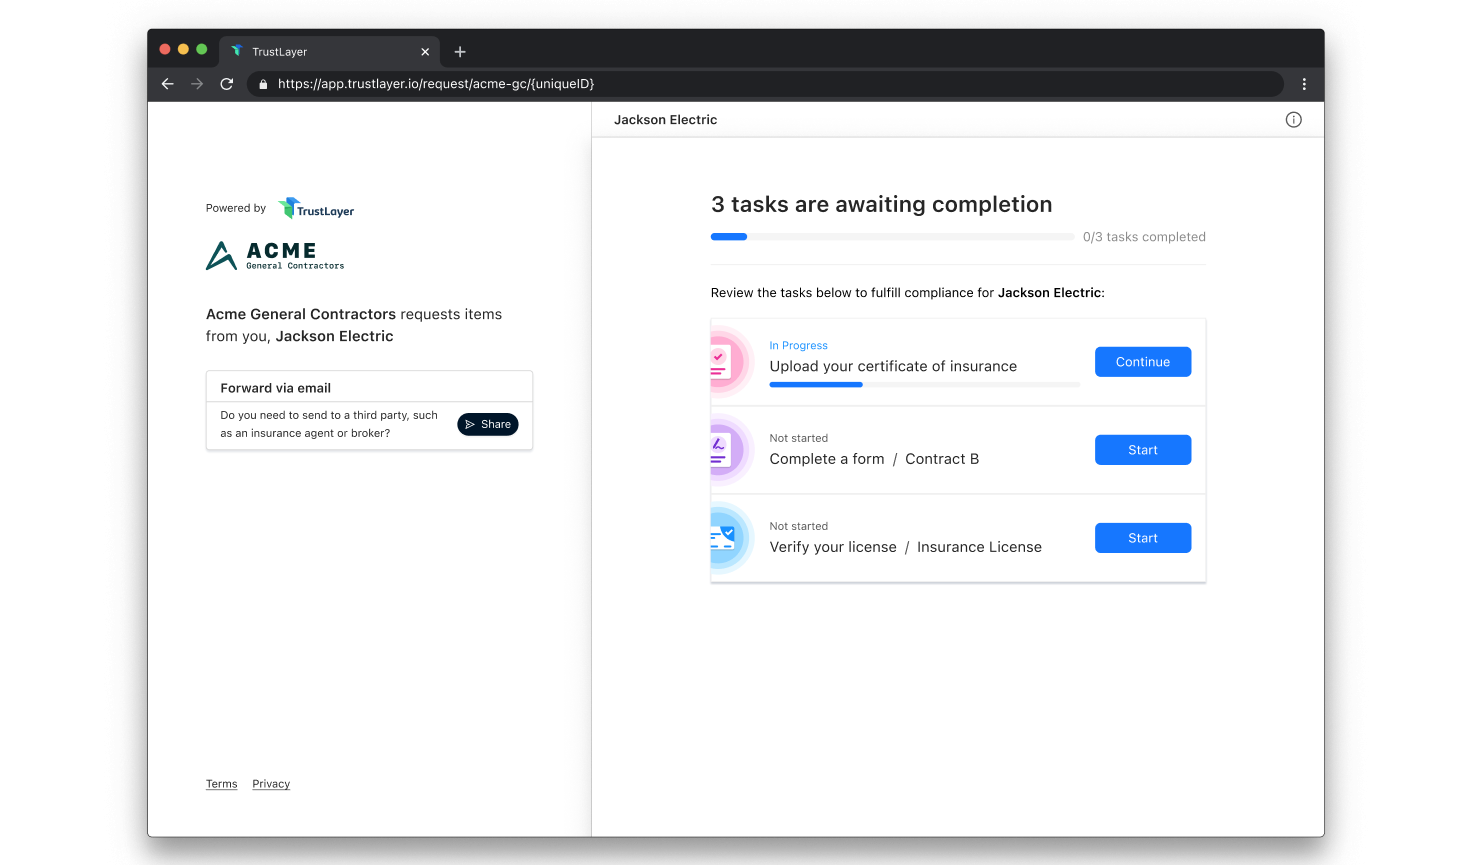 TrustLayer
https://app.trustlayer.io/request/acme-gc/{uniqueID}
Powered by TrustLayer
ACME
General Contractors
Acme General Contractors requests items
from you, Jackson Electric
Forward via email
Do you need to send to a third party, such
as an insurance agent or broker?
Share
Terms Privacy
Jackson Electric
3 tasks are awaiting completion
0/3 tasks completed
Review the tasks below to fulfill compliance for Jackson Electric:
In Progress
Upload your certificate of insurance
Continue
Not started
Complete a form / Contract B
Start
Not started
Verify your license / Insurance License
Start